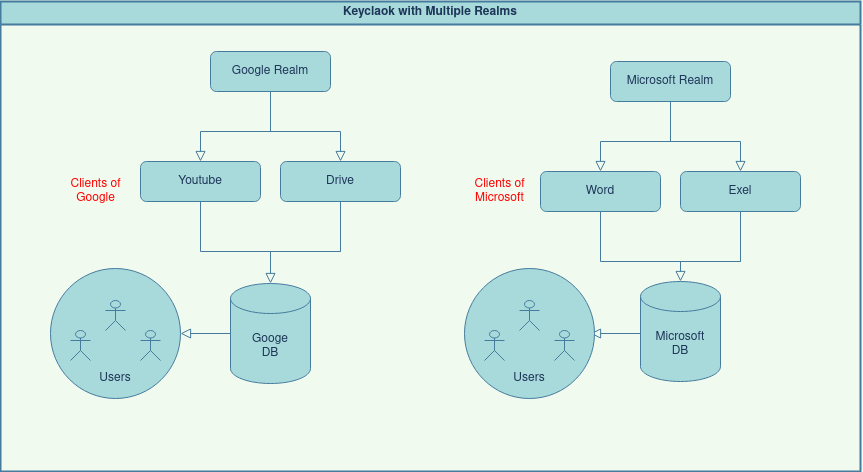 Keyclaok with Multiple Realms
Google Realm
Microsoft Realm
Clients of
Google
Youtube
Drive
Clients of
Microsoft
Word
Exel
Googe
DB
Users
Microsoft
DB
Users